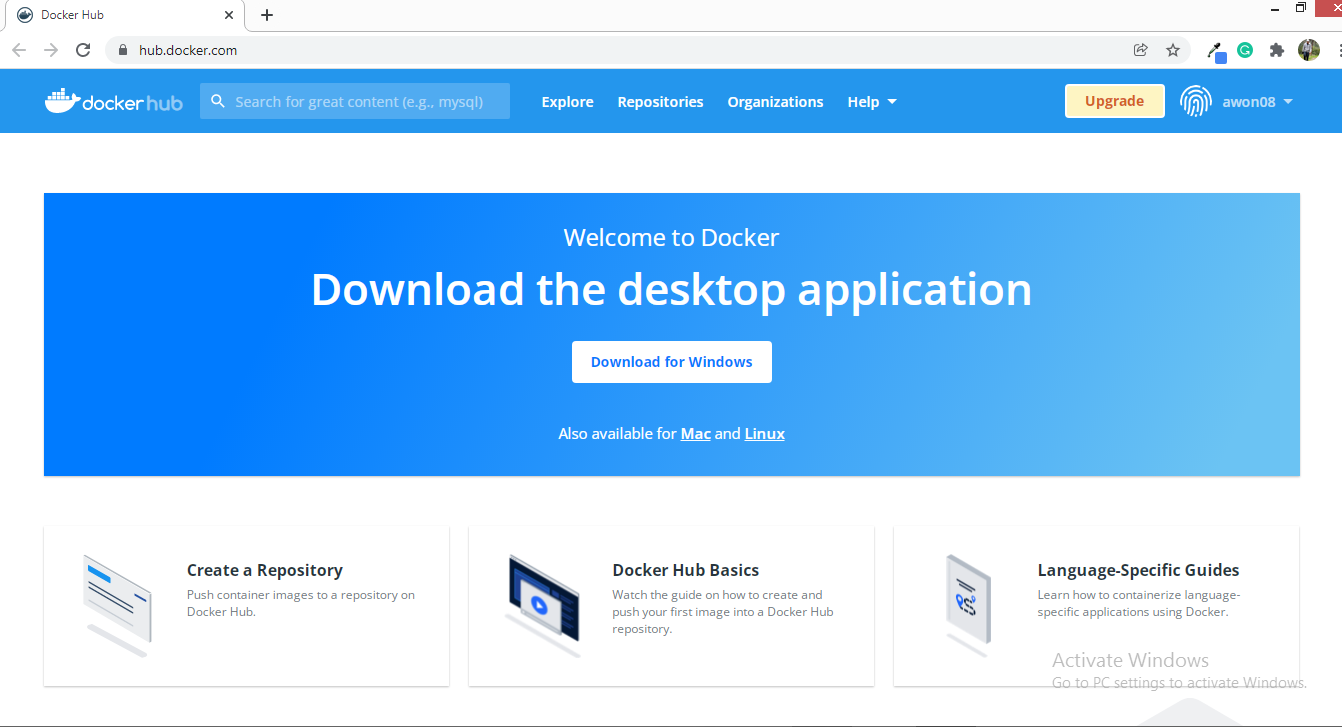 Docker Hub
hub.docker.com
docker hub
Search for great content (e.g., mysql)
Explore
Repositories
Organizations
Help
Upgrade
awon08
Welcome to Docker
Download the desktop application
Download for Windows
Also available for Mac and Linux
Create a Repository
Push container images to a repository on
Docker Hub.
Docker Hub Basics
Watch the guide on how to create and
push your first image into a Docker Hub
repository.
Language-Specific Guides
Learn how to containerize language-
specific applications using Docker.
Activate Windows
Go to PC settings to activate Windows.